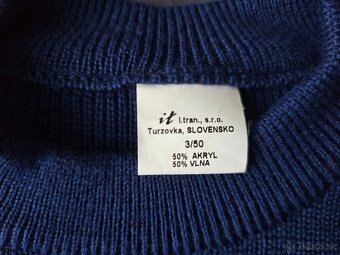 it I.tran., s.r.o.
Turzovka, SLOVENSKO
3/50
50% AKRYL
50% VLNA